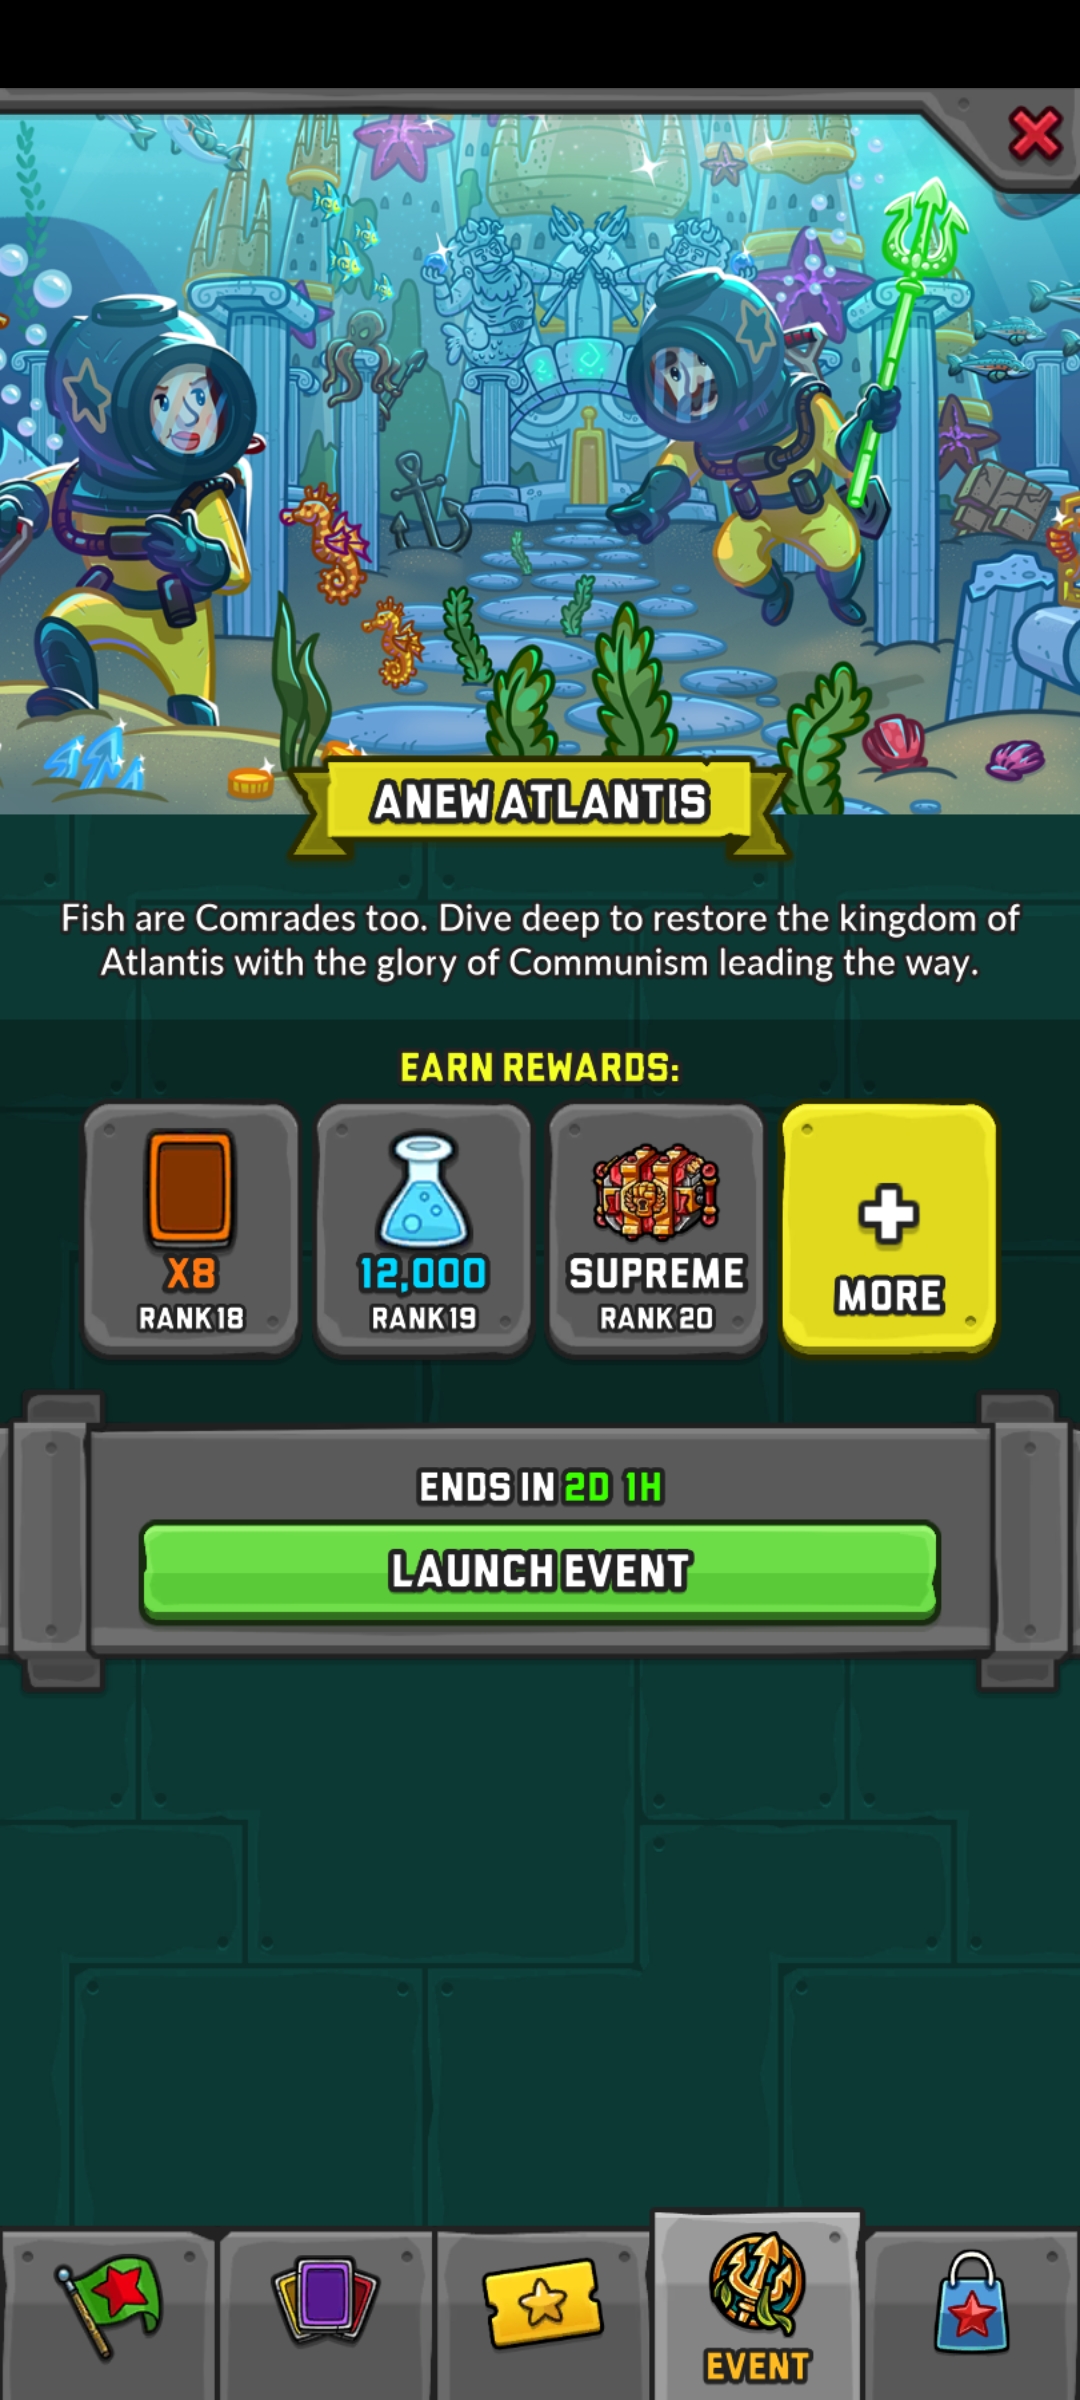 ANEW ATLANTIS
Fish are Comrades too. Dive deep to restore the kingdom of
Atlantis with the glory of Communism leading the way.
EARN REWARDS:
X8
RANK 18
12,000
RANK 19
SUPREME
RANK 20
MORE
ENDS IN 2D 1H
LAUNCH EVENT
EVENT